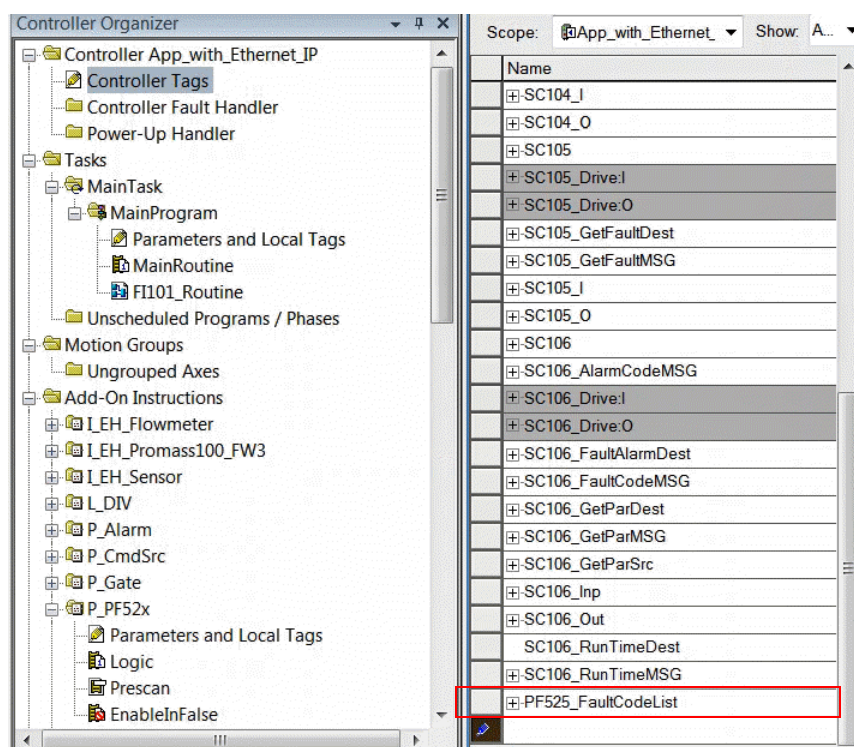 Controller Organizer
Controller App_with_Ethernet_IP
Controller Tags
Controller Fault Handler
Power-Up Handler
Tasks
MainTask
MainProgram
Parameters and Local Tags
MainRoutine
FI101_Routine
Unscheduled Programs / Phases
Motion Groups
Ungrouped Axes
Add-On Instructions
I_EH_Flowmeter
I_EH_Promass100_FW3
I_EH_Sensor
L_DIV
P_Alarm
P_CmdSrc
P_Gate
P_PF52x
Parameters and Local Tags
Logic
Prescan
EnableInFalse
Scope: App_with_Ethernet_ Show: A...
Name
SC104_I
SC104_O
SC105
SC105_Drive:I
SC105_Drive:O
SC105_GetFaultDest
SC105_GetFaultMSG
SC105_I
SC105_O
SC106
SC106_AlarmCodeMSG
SC106_Drive:I
SC106_Drive:O
SC106_FaultAlarmDest
SC106_FaultCodeMSG
SC106_GetParDest
SC106_GetParMSG
SC106_GetParSrc
SC106_Inp
SC106_Out
SC106_RunTimeDest
SC106_RunTimeMSG
PF525_FaultCodeList